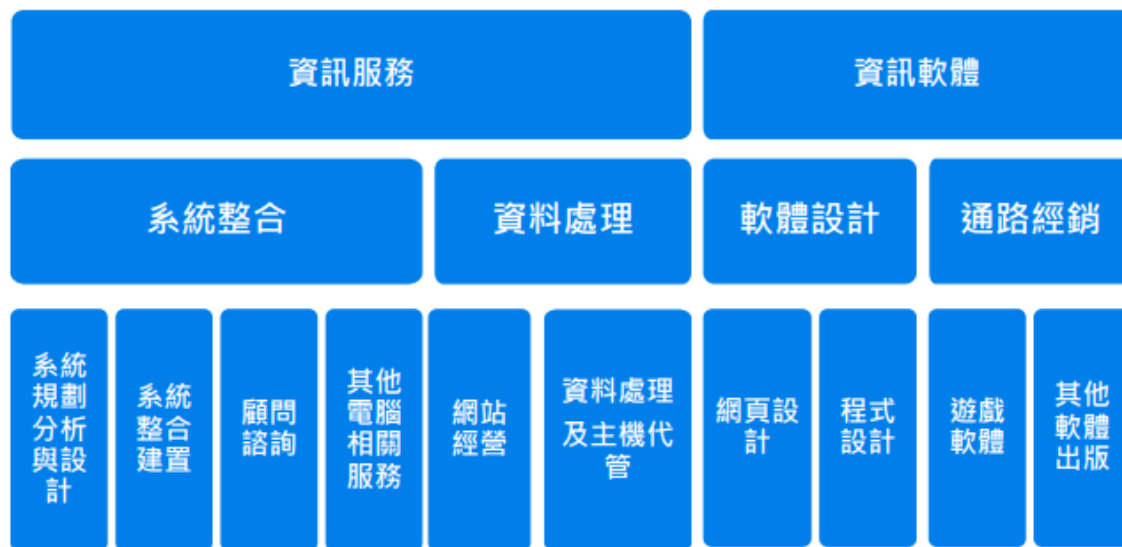 資訊服務
資訊軟體
系統整合
資料處理
軟體設計
通路經銷
系統
規劃
分析
與設
計
系統
整合
建置
顧問
諮詢
其他
電腦
相關
服務
網站
經營
資料處理
及主機代
管
網頁設
計
程式
設計
遊戲
軟體
其他
軟體
出版